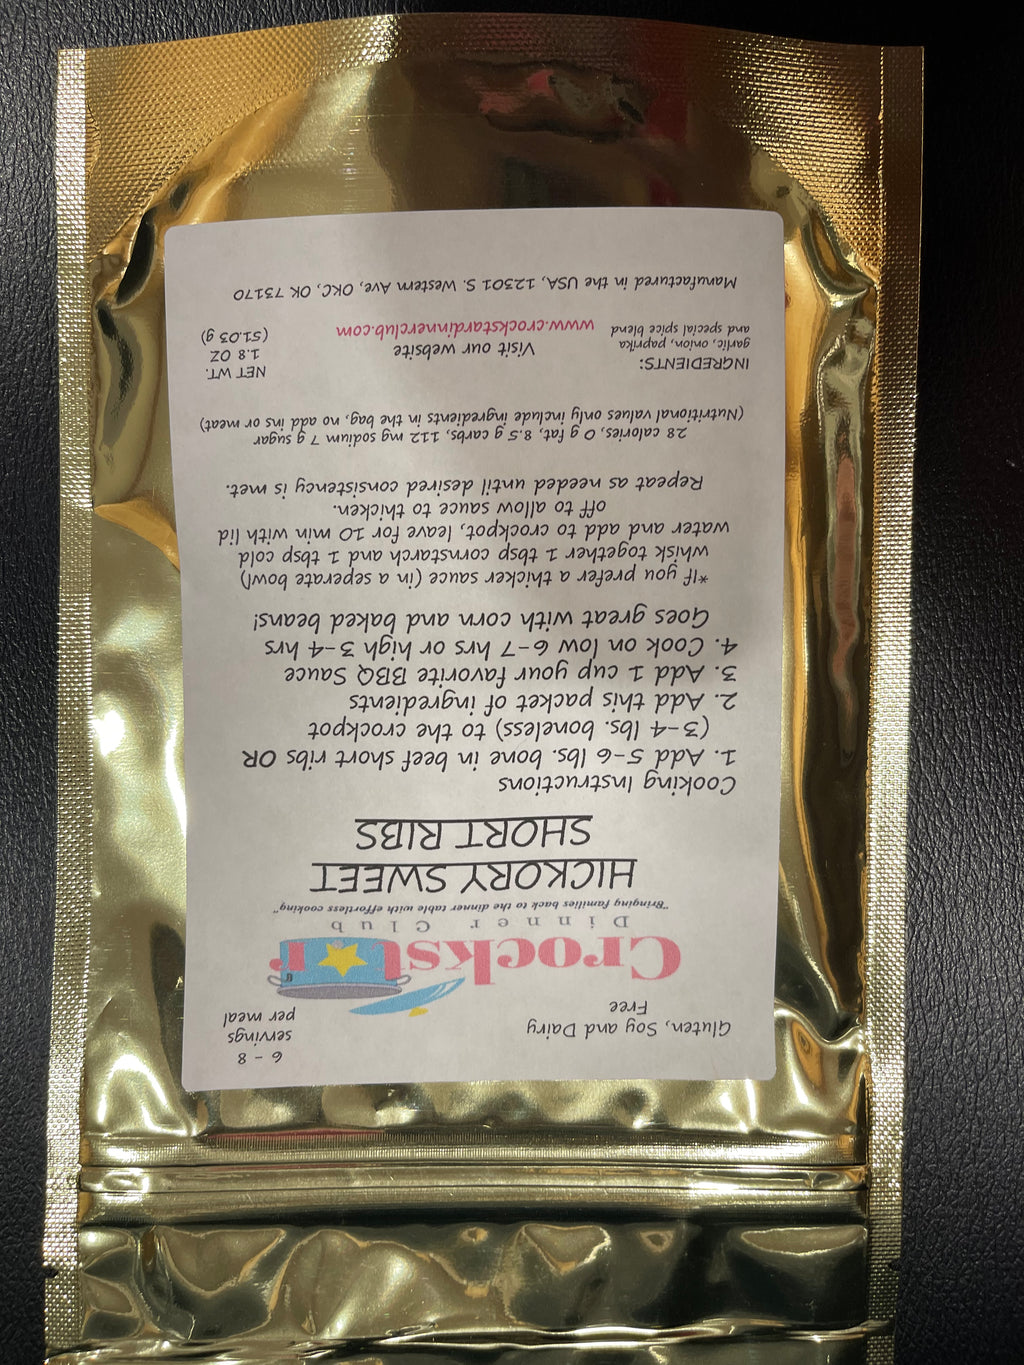 Gluten, Soy and Dairy
Free
6 - 8
servings
per meal
Crockstar
Dinner Club
"Bringing families back to the dinner table with effortless cooking"
HICKORY SWEET
SHORT RIBS
Cooking Instructions
1. Add 5-6 lbs. bone in beef short ribs OR
(3-4 lbs. boneless) to the crockpot
2. Add this packet of ingredients
3. Add 1 cup your favorite BBQ Sauce
4. Cook on low 6-7 hrs or high 3-4 hrs
Goes great with corn and baked beans!
*If you prefer a thicker sauce (in a seperate bowl)
whisk together 1 tbsp cornstarch and 1 tbsp cold
water and add to crockpot, leave for 10 min with lid
off to allow sauce to thicken.
Repeat as needed until desired consistency is met.
28 calories, 0 g fat, 8.5 g carbs, 112 mg sodium 7 g sugar
(Nutritional values only include ingredients in the bag, no add ins or meat)
INGREDIENTS:
garlic, onion, paprika
and special spice blend
Visit our website
www.crockstardinnerclub.com
NET WT.
1.8 OZ
(51.03 g)
Manufactured in the USA, 12301 S. Western Ave, OKC, OK 73170